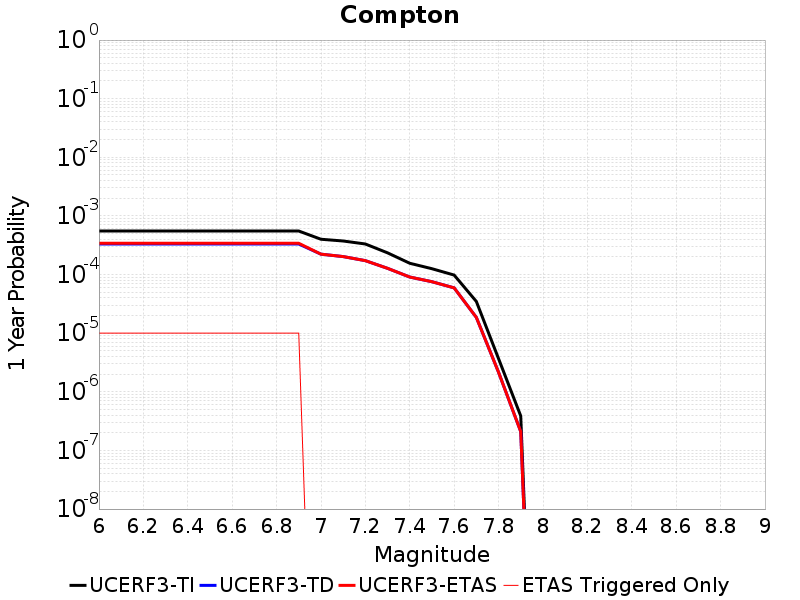 Compton
1 Year Probability
10^0
10^-1
10^-2
10^-3
10^-4
10^-5
10^-6
10^-7
10^-8
6 6.2 6.4 6.6 6.8 7 7.2 7.4 7.6 7.8 8 8.2 8.4 8.6 8.8 9
Magnitude
UCERF3-TI UCERF3-TD UCERF3-ETAS ETAS Triggered Only